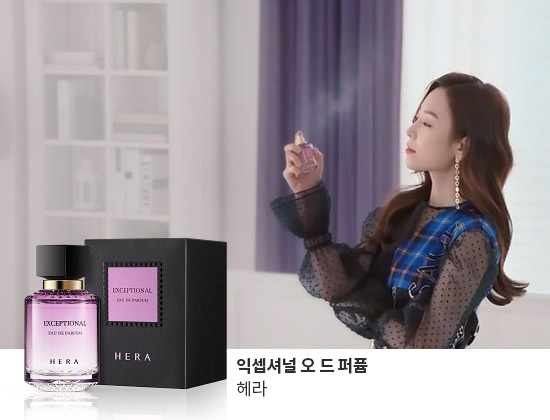 EXCEPTIONAL
EAU DE PARFUM
HERA
EXCEPTIONAL
EAU DE PARFUM
HERA
익셉셔널 오 드 퍼퓸
헤라